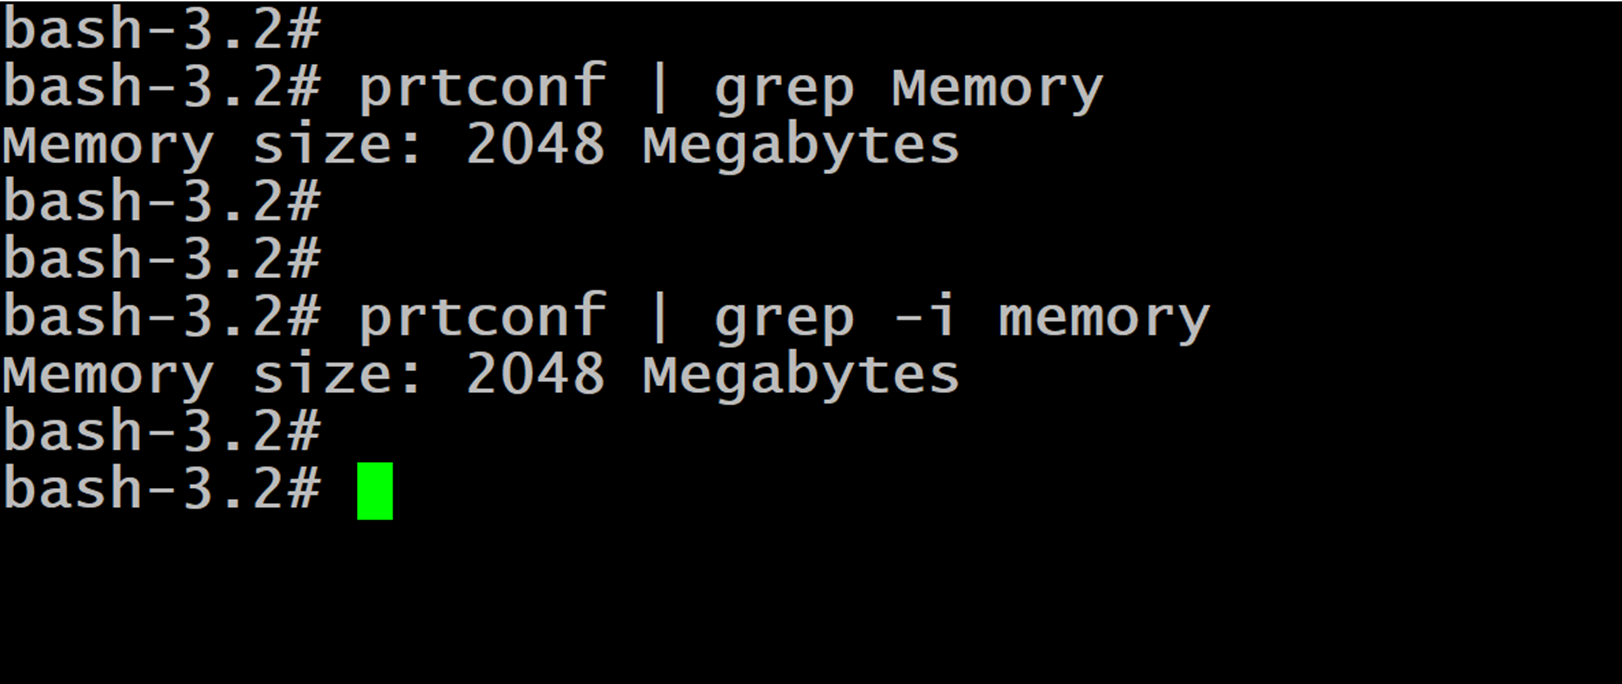 bash-3.2#
bash-3.2# prtconf | grep Memory
Memory size: 2048 Megabytes
bash-3.2#
bash-3.2#
bash-3.2# prtconf | grep -i memory
Memory size: 2048 Megabytes
bash-3.2#
bash-3.2#